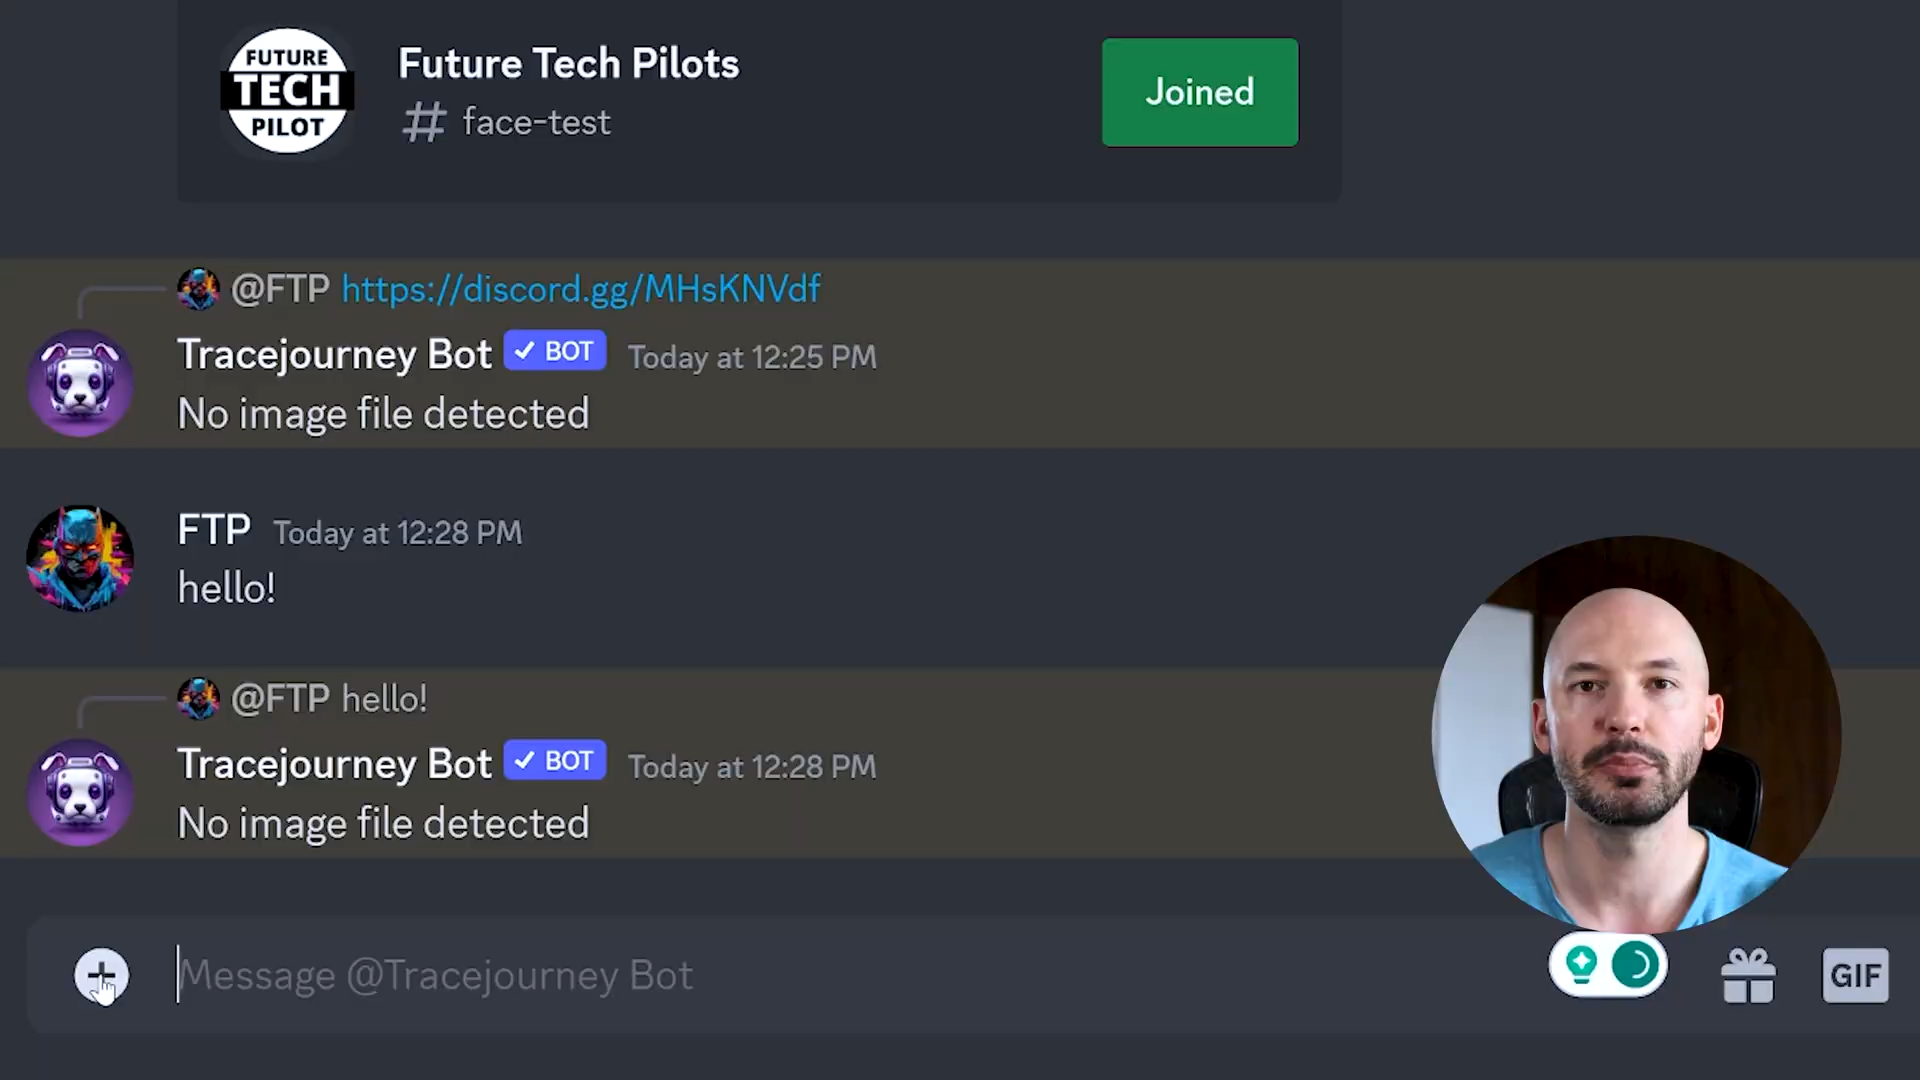 FUTURE
TECH
PILOT
Future Tech Pilots
# face-test
Joined
@FTP https://discord.gg/MHsKNVdf
Tracejourney Bot ✓ BOT Today at 12:25 PM
No image file detected
FTP Today at 12:28 PM
hello!
@FTP hello!
Tracejourney Bot ✓ BOT Today at 12:28 PM
No image file detected
Message @Tracejourney Bot
GIF